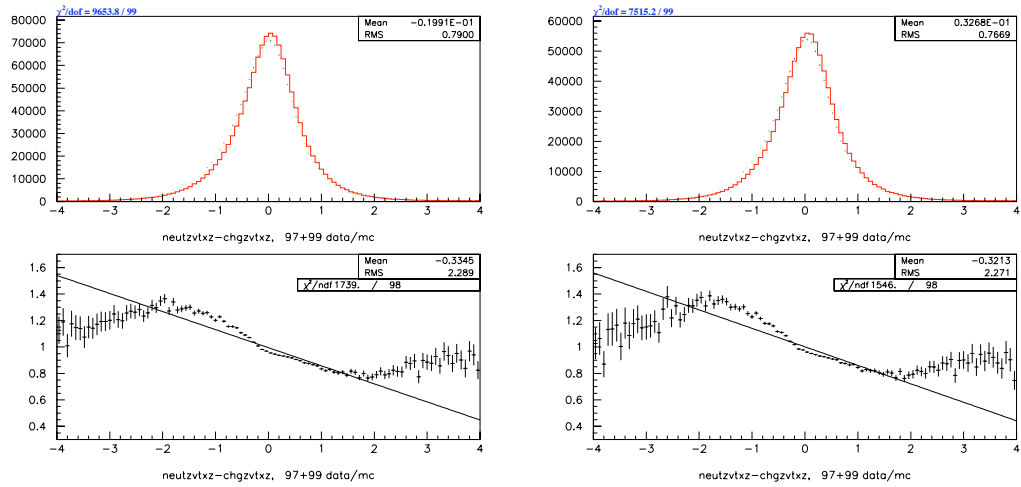 χ²/dof = 9653.8 / 99
Mean -0.1991E-01
RMS 0.7900
80000
70000
60000
50000
40000
30000
20000
10000
0
-4 -3 -2 -1 0 1 2 3 4
neutzvtxz-chgzvtxz, 97+99 data/mc
χ²/dof = 7515.2 / 99
Mean 0.3268E-01
RMS 0.7669
60000
50000
40000
30000
20000
10000
0
-4 -3 -2 -1 0 1 2 3 4
neutzvtxz-chgzvtxz, 97+99 data/mc
Mean -0.3345
RMS 2.289
χ²/ndf 1739. / 98
1.6
1.4
1.2
1.0
0.8
0.6
0.4
-4 -3 -2 -1 0 1 2 3 4
neutzvtxz-chgzvtxz, 97+99 data/mc
Mean -0.3213
RMS 2.271
χ²/ndf 1546. / 98
1.6
1.4
1.2
1.0
0.8
0.6
0.4
-4 -3 -2 -1 0 1 2 3 4
neutzvtxz-chgzvtxz, 97+99 data/mc